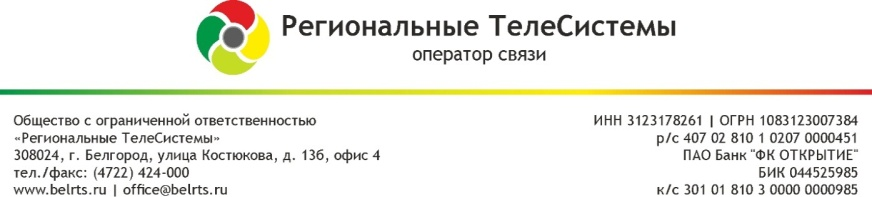 Региональные ТелеСистемы
оператор связи
Общество с ограниченной ответственностью
«Региональные ТелеСистемы»
308024, г. Белгород, улица Костюкова, д. 13б, офис 4
тел./факс: (4722) 424-000
www.belrts.ru | office@belrts.ru
ИНН 3123178261 | ОГРН 1083123007384
р/с 407 02 810 1 0207 0000451
ПАО Банк "ФК ОТКРЫТИЕ"
БИК 044525985
к/с 301 01 810 3 0000 0000985